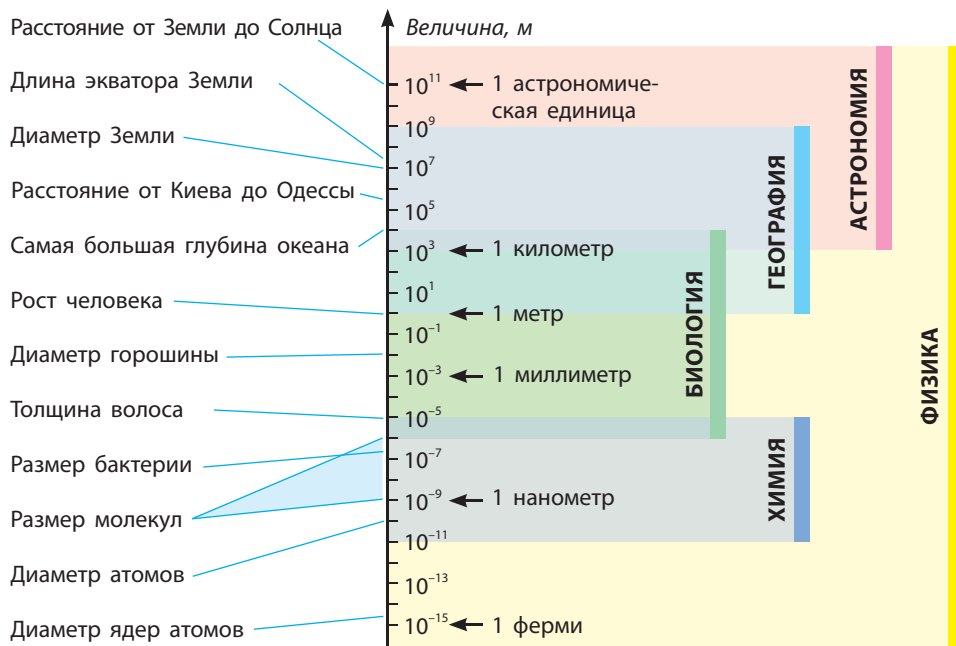 Расстояние от Земли до Солнца
Длина экватора Земли
Диаметр Земли
Расстояние от Киева до Одессы
Самая большая глубина океана
Рост человека
Диаметр горошины
Толщина волоса
Размер бактерии
Размер молекул
Диаметр атомов
Диаметр ядер атомов
Величина, м
10¹¹ 1 астрономиче-
ская единица
10⁹
10⁷
10⁵
10³ 1 километр
10¹
1 метр
10⁻¹
10⁻³ 1 миллиметр
10⁻⁵
10⁻⁷
10⁻⁹ 1 нанометр
10⁻¹¹
10⁻¹³
10⁻¹⁵ 1 ферми
БИОЛОГИЯ
ГЕОГРАФИЯ
ХИМИЯ
АСТРОНОМИЯ
ФИЗИКА